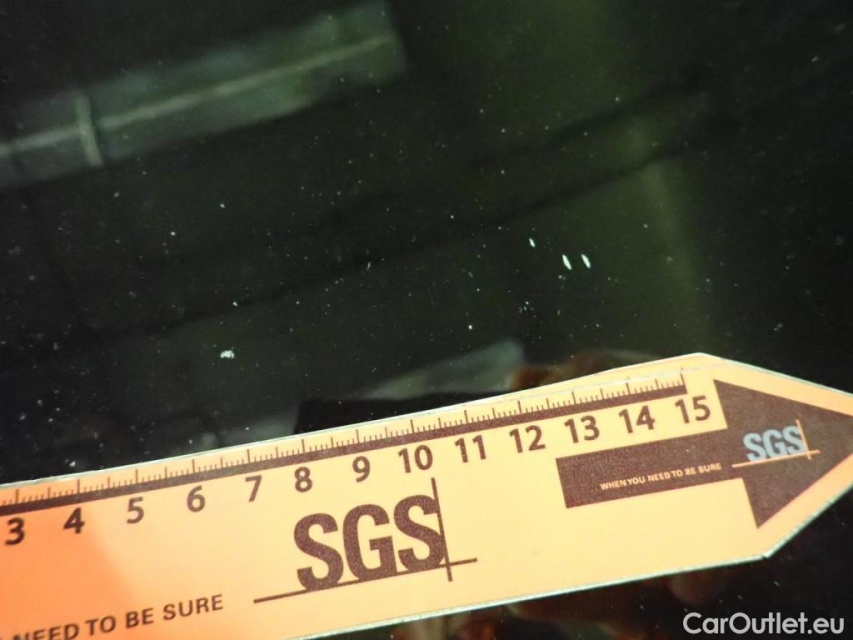 3 4 5 6 7 8 9 10 11 12 13 14 15
SGS
WHEN YOU NEED TO BE SURE
SGS
NEED TO BE SURE
CarOutlet.eu